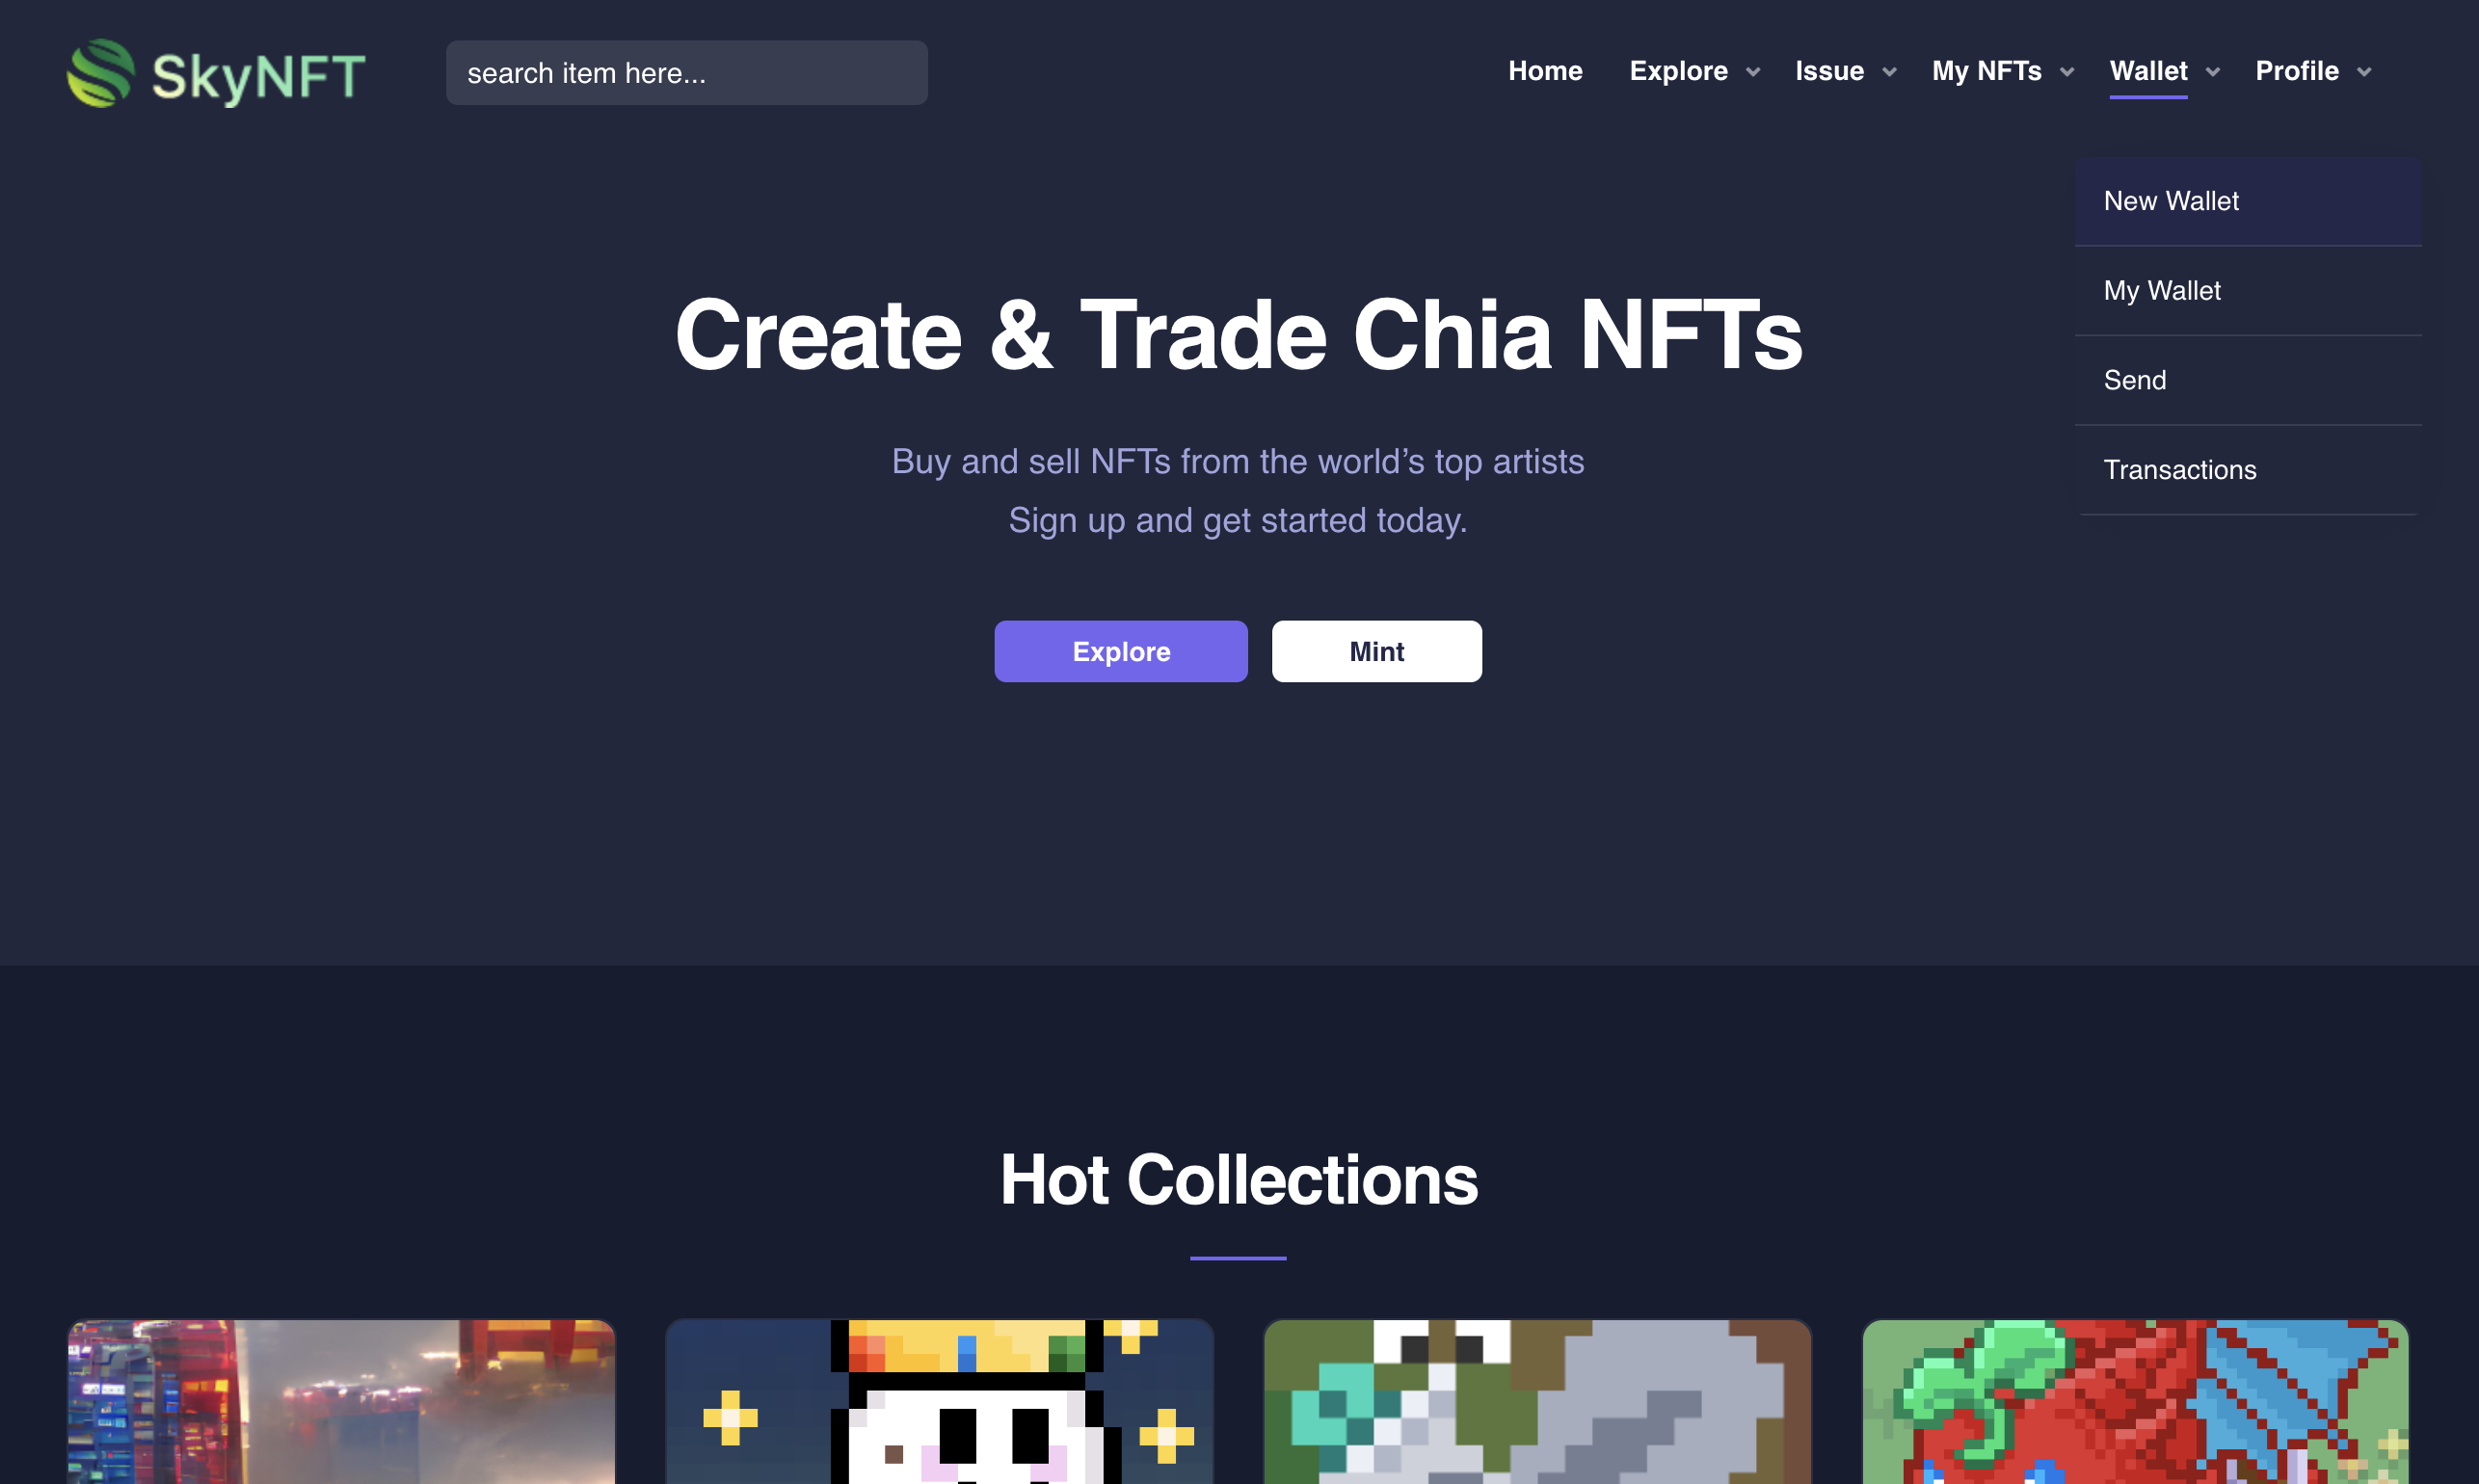 SkyNFT
search item here...
Home
Explore
Issue
My NFTs
Wallet
Profile
New Wallet
My Wallet
Send
Transactions
Create & Trade Chia NFTs
Buy and sell NFTs from the world’s top artists
Sign up and get started today.
Explore
Mint
Hot Collections